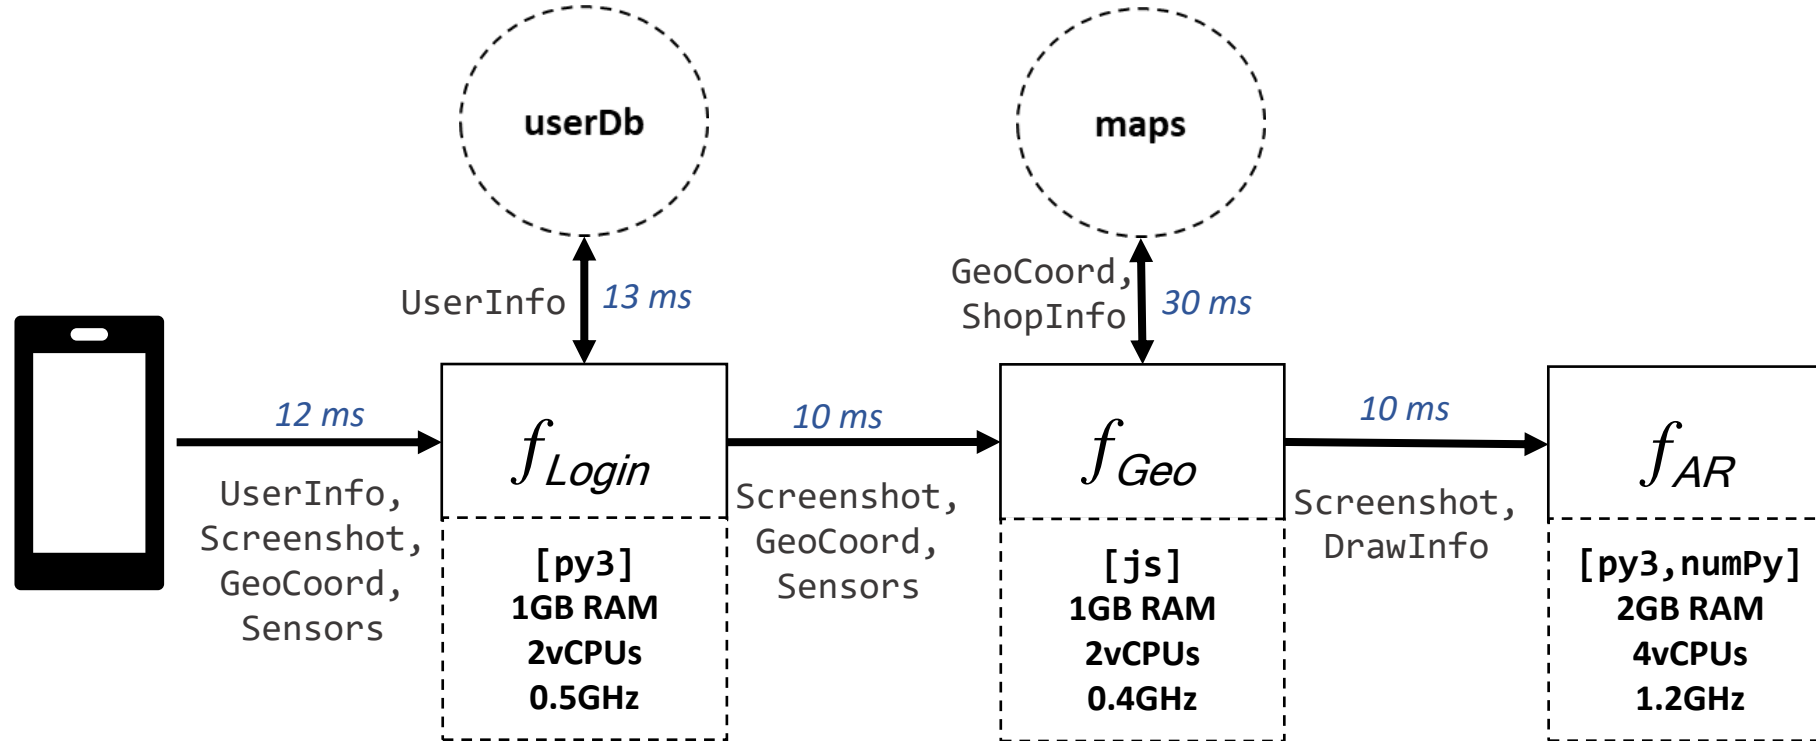 userDb
maps
UserInfo
13 ms
GeoCoord,
ShopInfo
30 ms
12 ms
UserInfo,
Screenshot,
GeoCoord,
Sensors
f Login
[py3]
1GB RAM
2vCPUs
0.5GHz
10 ms
Screenshot,
GeoCoord,
Sensors
f Geo
[js]
1GB RAM
2vCPUs
0.4GHz
10 ms
Screenshot,
DrawInfo
f AR
[py3,numPy]
2GB RAM
4vCPUs
1.2GHz